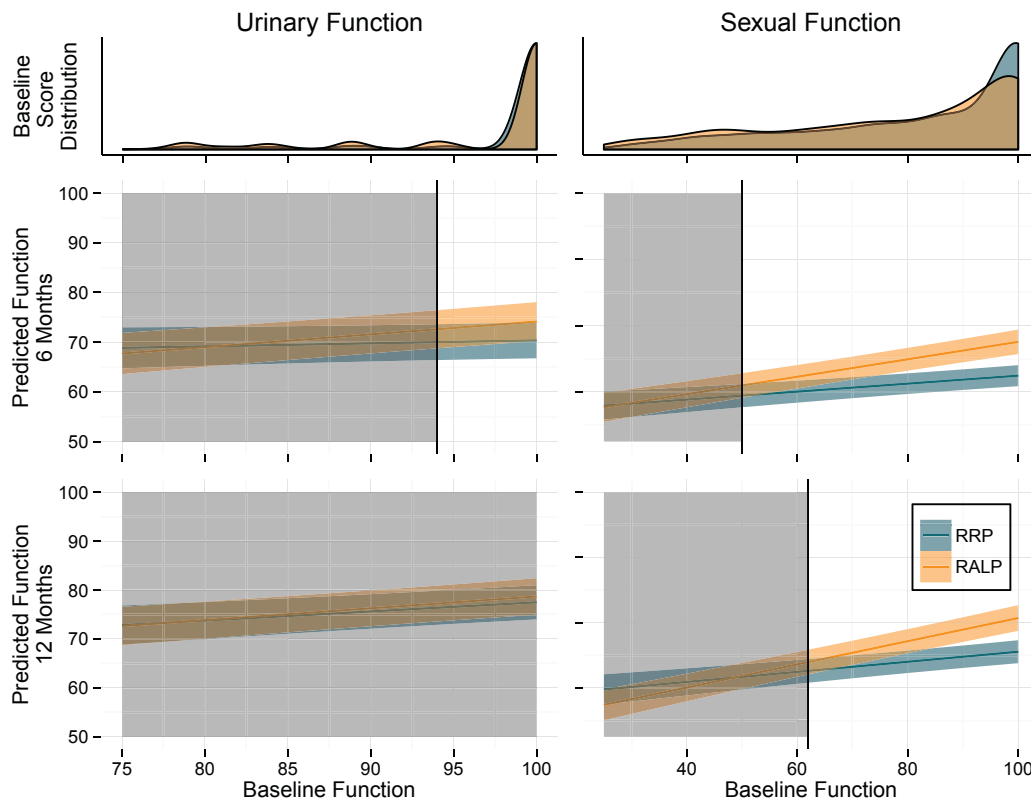 Urinary Function
Sexual Function
Baseline
Score
Distribution
Predicted Function
6 Months
100
90
80
70
60
50
Predicted Function
12 Months
100
90
80
70
60
50
RRP
RALP
75
80
85
90
95
100
40
60
80
100
Baseline Function
Baseline Function